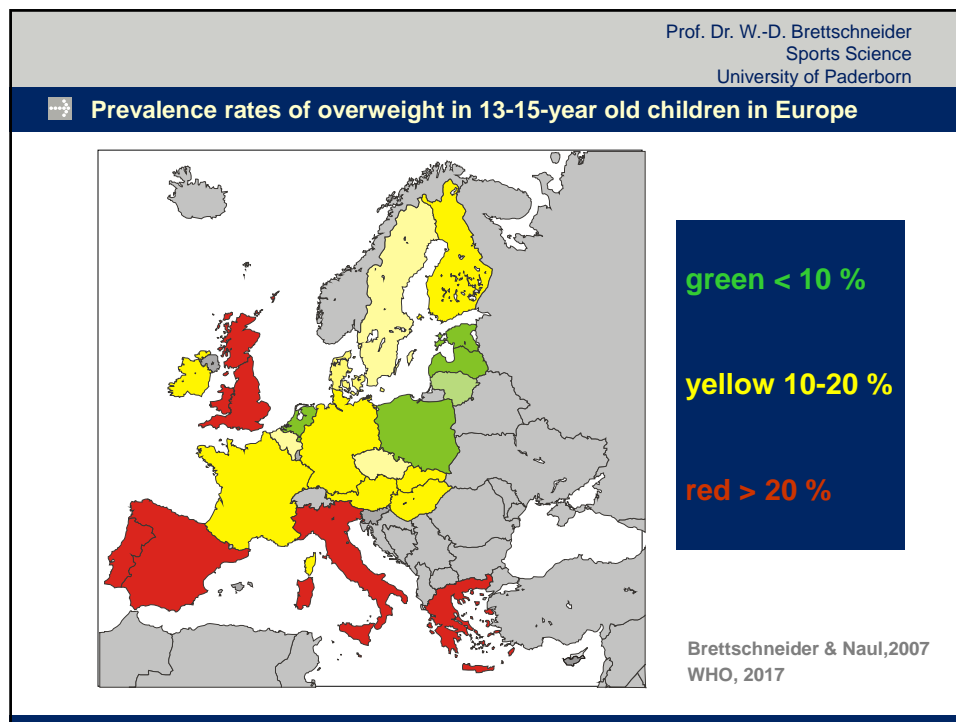 Prof. Dr. W.-D. Brettschneider
Sports Science
University of Paderborn
Prevalence rates of overweight in 13-15-year old children in Europe
green < 10 %
yellow 10-20 %
red > 20 %
Brettschneider & Naul,2007
WHO, 2017